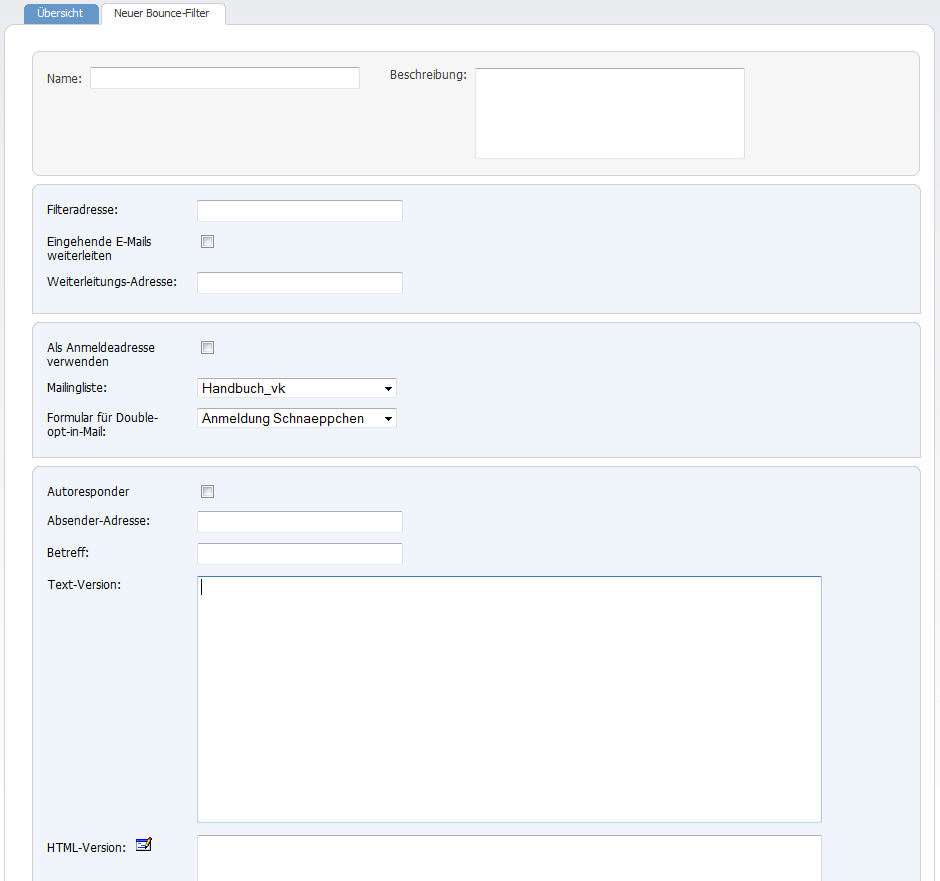 Übersicht
Neuer Bounce-Filter
Name:
Beschreibung:
Filteradresse:
Eingehende E-Mails
weiterleiten
Weiterleitungs-Adresse:
Als Anmeldeadresse
verwenden
Mailingliste:
Handbuch_vk
Formular für Double-
opt-in-Mail:
Anmeldung Schnaeppchen
Autoresponder
Absender-Adresse:
Betreff:
Text-Version:
HTML-Version: